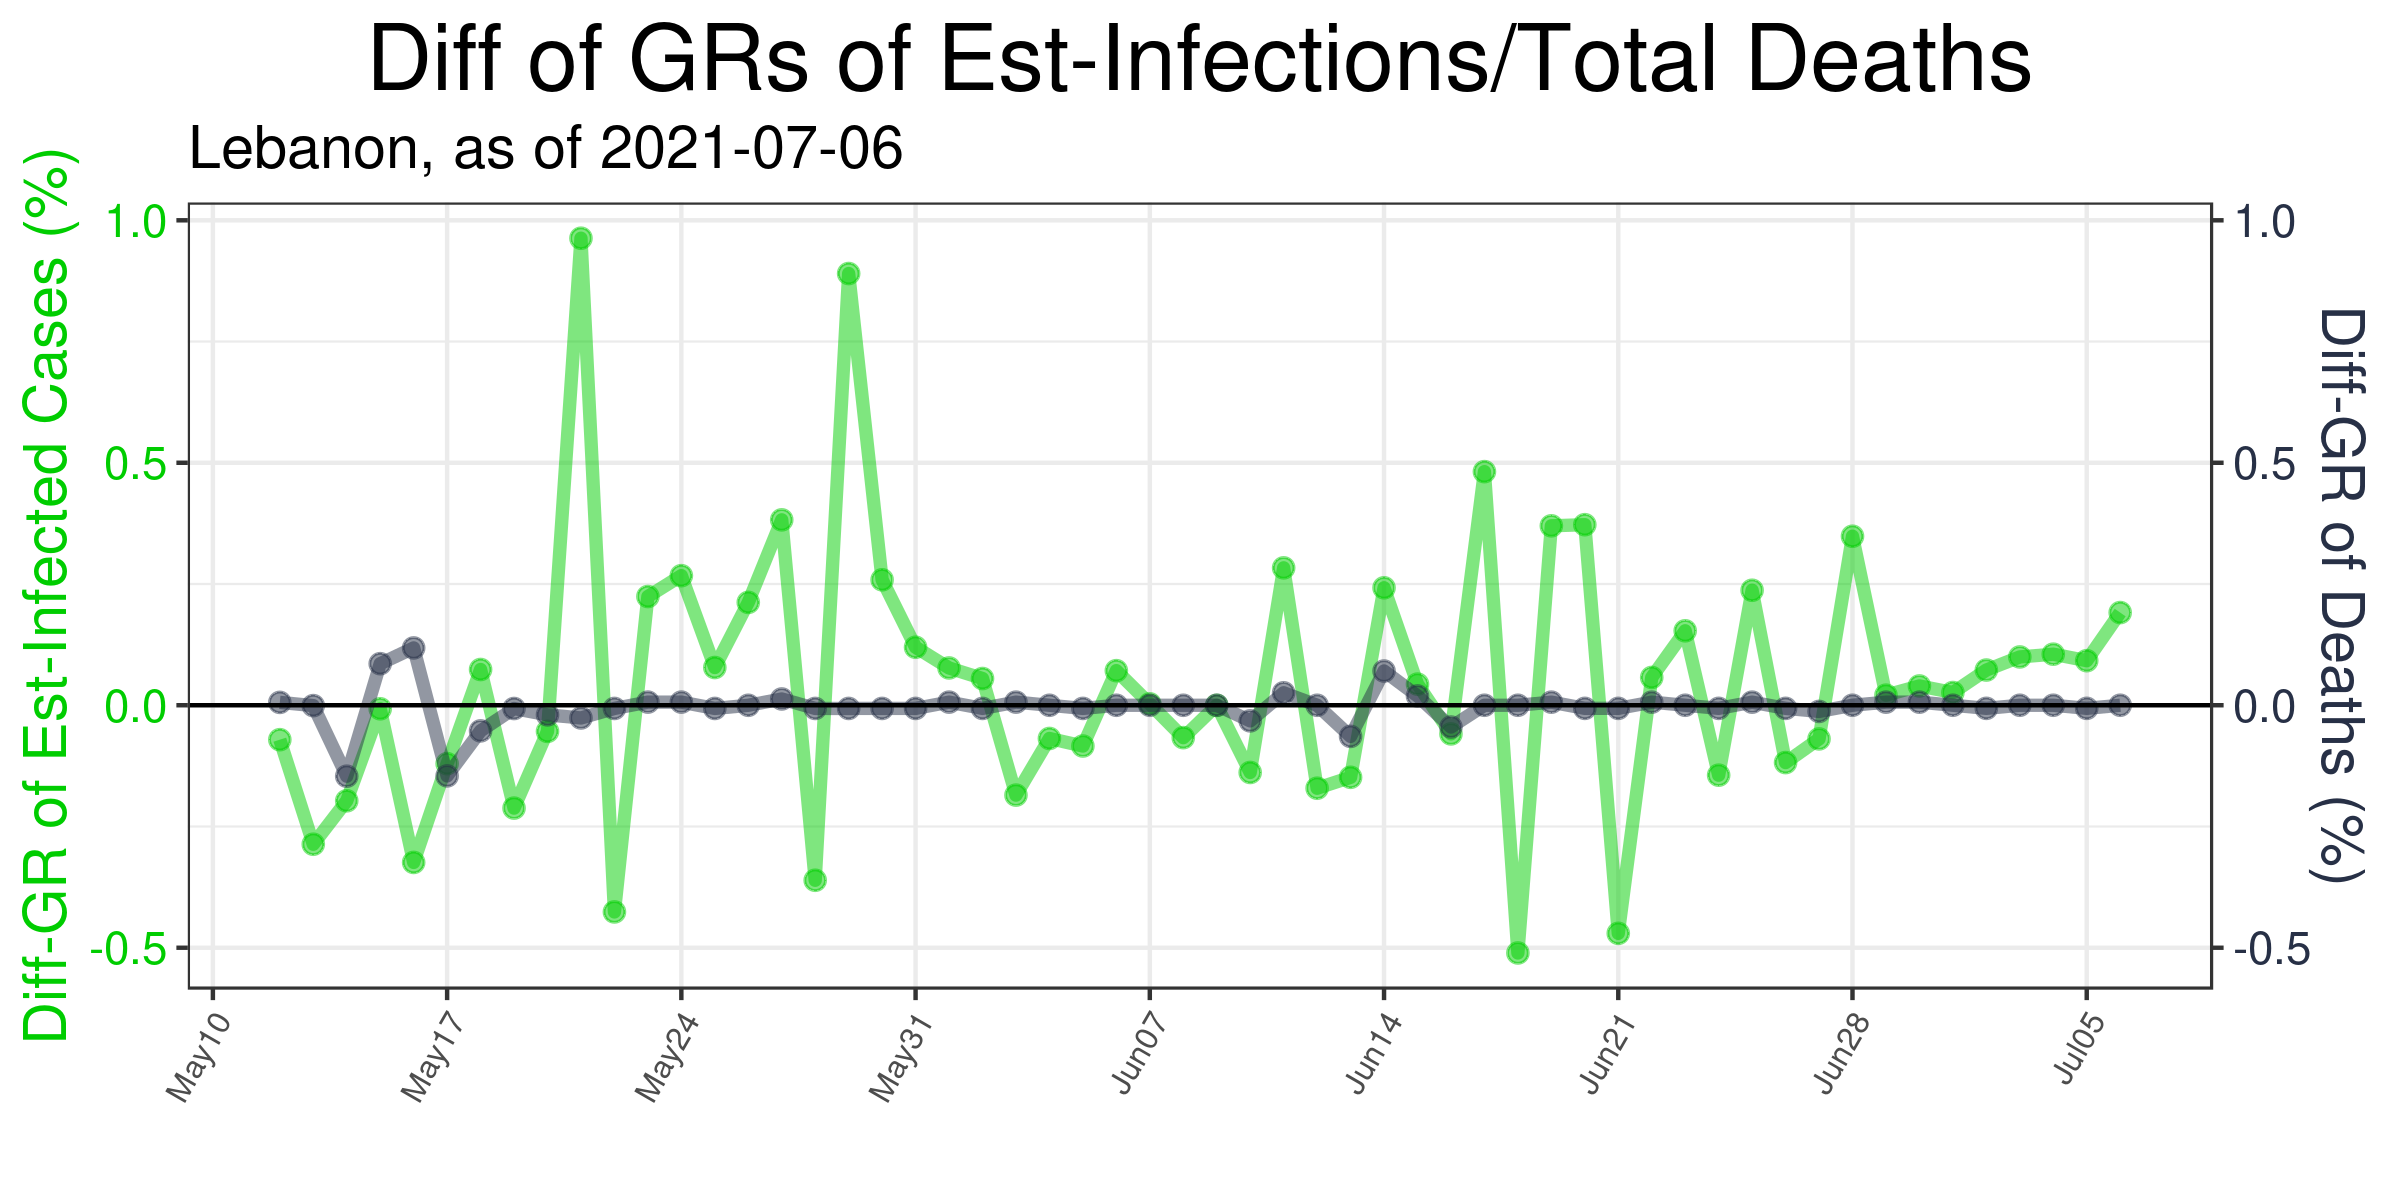 Diff of GRs of Est-Infections/Total Deaths
Lebanon, as of 2021-07-06
Diff-GR of Est-Infected Cases (%)
1.0
0.5
0.0
-0.5
1.0
0.5
0.0
-0.5
Diff-GR of Deaths (%)
May10
May17
May24
May31
Jun07
Jun14
Jun21
Jun28
Jul05